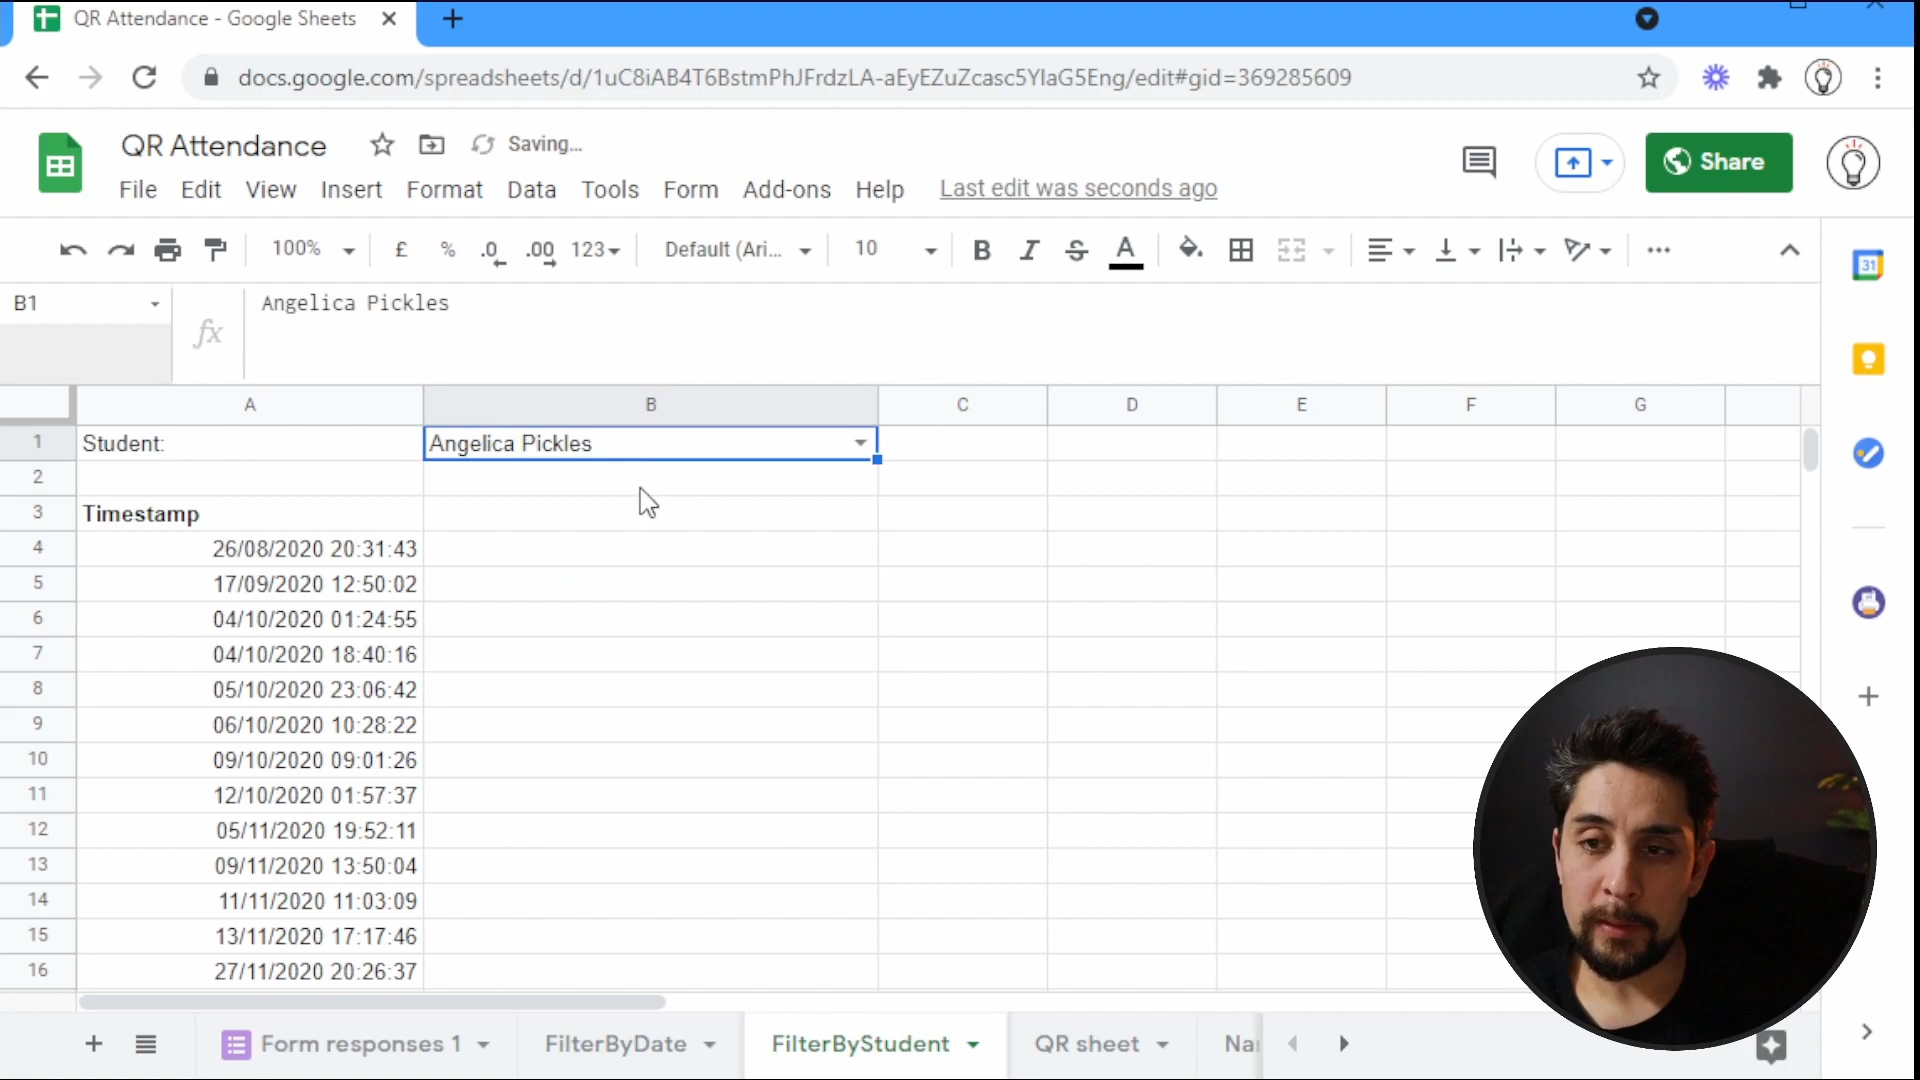 QR Attendance - Google Sheets
docs.google.com/spreadsheets/d/1uC8iAB4T6BstmPhJFrdzLA-aEyEZuZcasc5YlaG5Eng/edit#gid=369285609
QR Attendance Saving...
Share
File Edit View Insert Format Data Tools Form Add-ons Help Last edit was seconds ago
100% £ % .0 .00 123 Default (Ari... 10 B I S A
31
B1 fx Angelica Pickles
A B C D E F G
1 Student: Angelica Pickles
2
3 Timestamp
4 26/08/2020 20:31:43
5 17/09/2020 12:50:02
6 04/10/2020 01:24:55
7 04/10/2020 18:40:16
8 05/10/2020 23:06:42
9 06/10/2020 10:28:22
10 09/10/2020 09:01:26
11 12/10/2020 01:57:37
12 05/11/2020 19:52:11
13 09/11/2020 13:50:04
14 11/11/2020 11:03:09
15 13/11/2020 17:17:46
16 27/11/2020 20:26:37
Form responses 1 FilterByDate FilterByStudent QR sheet